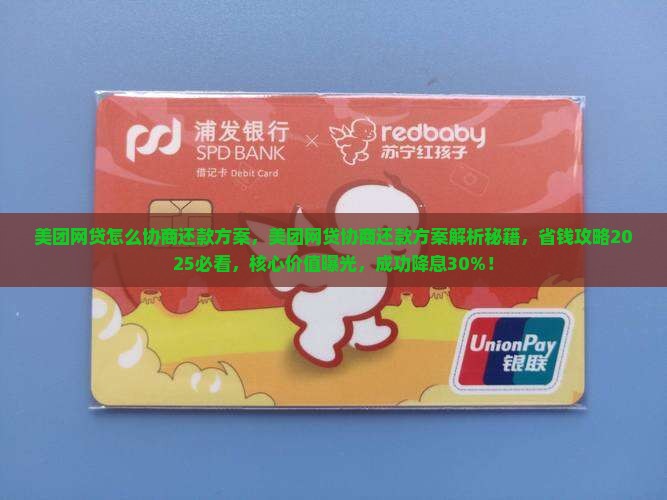 浦发银行
SPD BANK
借记卡 Debit Card
×
redbaby
苏宁红孩子
美团网贷怎么协商还款方案，美团网贷协商还款方案解析秘籍，省钱攻略20
25必看，核心价值曝光，成功降息30%！
UnionPay
银联